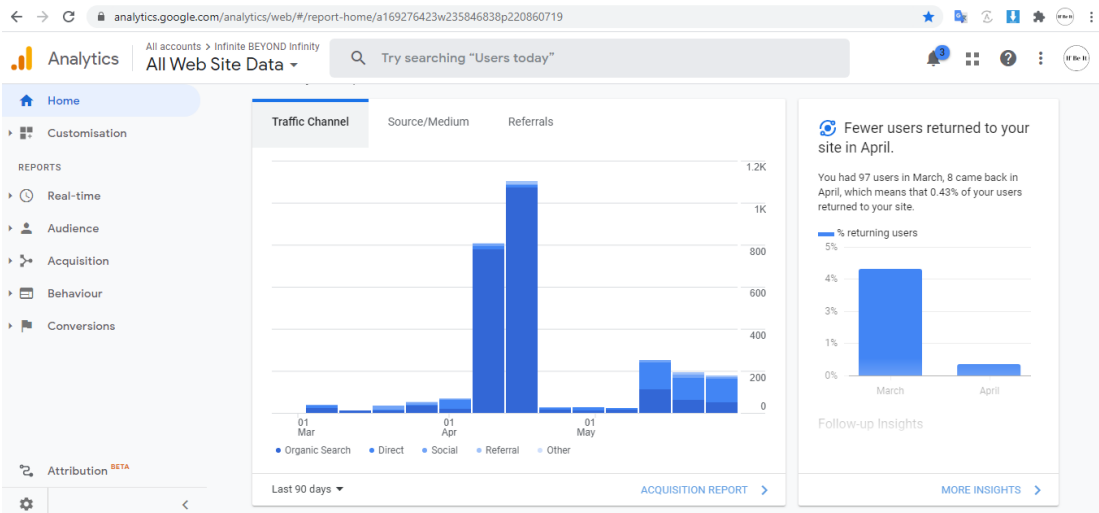 analytics.google.com/analytics/web/#/report-home/a169276423w235846838p220860719
Analytics
All accounts > Infinite BEYOND Infinity
All Web Site Data
Try searching “Users today”
3
Home
Customisation
REPORTS
Real-time
Audience
Acquisition
Behaviour
Conversions
Attribution BETA
Traffic Channel Source/Medium Referrals
1.2K
1K
800
600
400
200
0
01 01 01
Mar Apr May
Organic Search Direct Social Referral Other
Last 90 days
ACQUISITION REPORT
Fewer users returned to your
site in April.
You had 97 users in March, 8 came back in
April, which means that 0.43% of your users
returned to your site.
% returning users
5%
4%
3%
1%
0%
March April
Follow-up Insights
MORE INSIGHTS